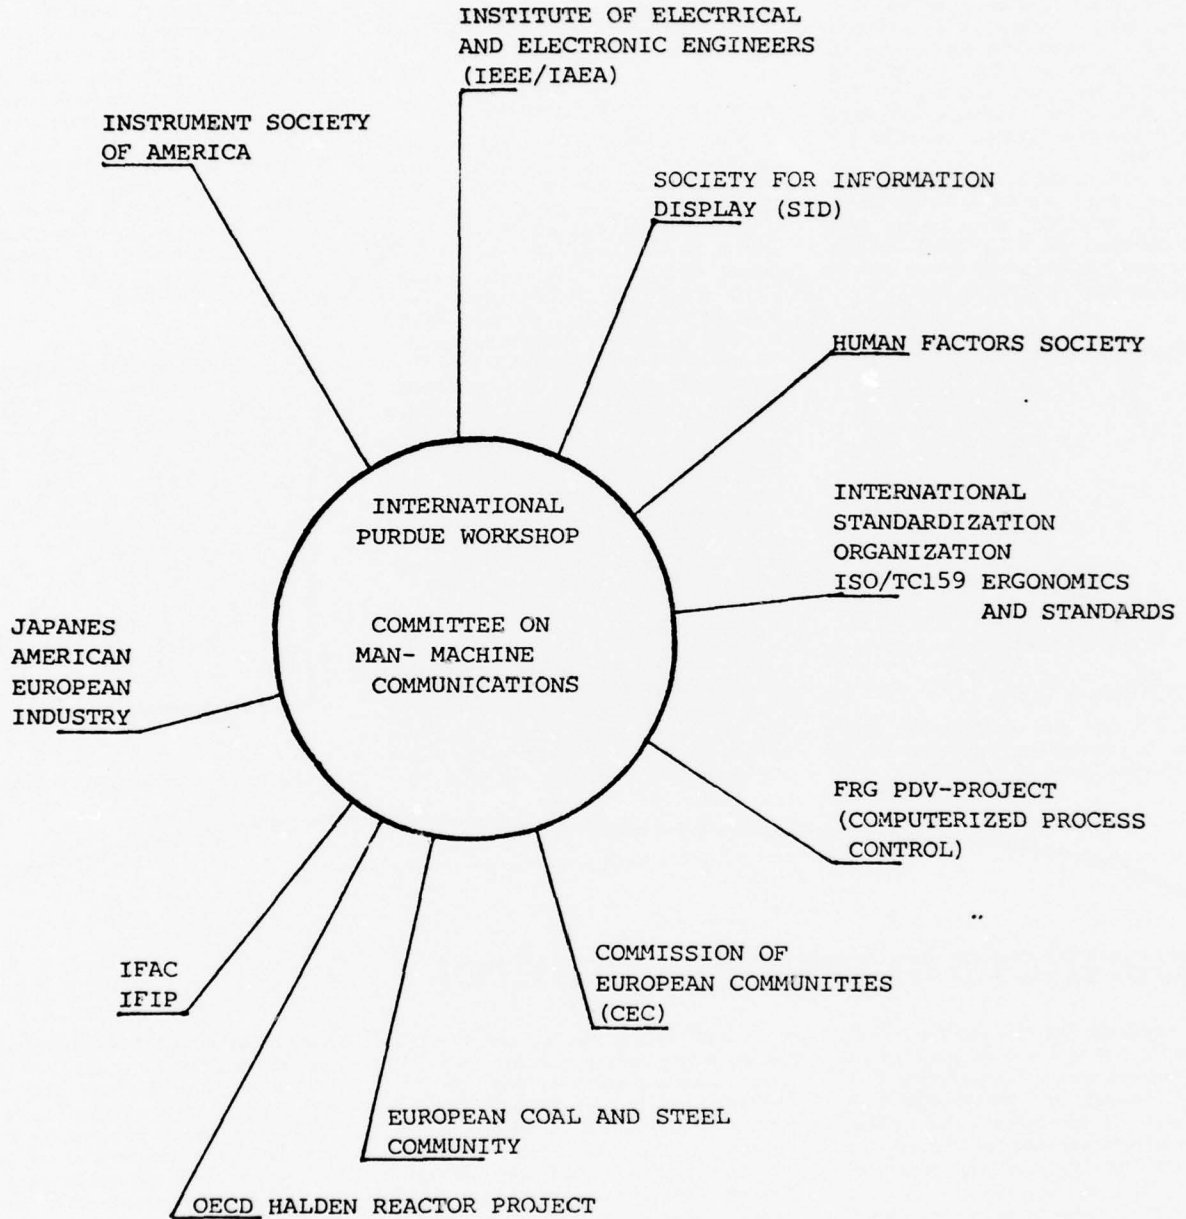 INSTITUTE OF ELECTRICAL
AND ELECTRONIC ENGINEERS
(IEEE/IAEA)
INSTRUMENT SOCIETY
OF AMERICA
SOCIETY FOR INFORMATION
DISPLAY (SID)
HUMAN FACTORS SOCIETY
INTERNATIONAL
PURDUE WORKSHOP
COMMITTEE ON
MAN- MACHINE
COMMUNICATIONS
INTERNATIONAL
STANDARDIZATION
ORGANIZATION
ISO/TC159 ERGONOMICS
AND STANDARDS
JAPANES
AMERICAN
EUROPEAN
INDUSTRY
FRG PDV-PROJECT
(COMPUTERIZED PROCESS
CONTROL)
IFAC
IFIP
COMMISSION OF
EUROPEAN COMMUNITIES
(CEC)
EUROPEAN COAL AND STEEL
COMMUNITY
OECD HALDEN REACTOR PROJECT